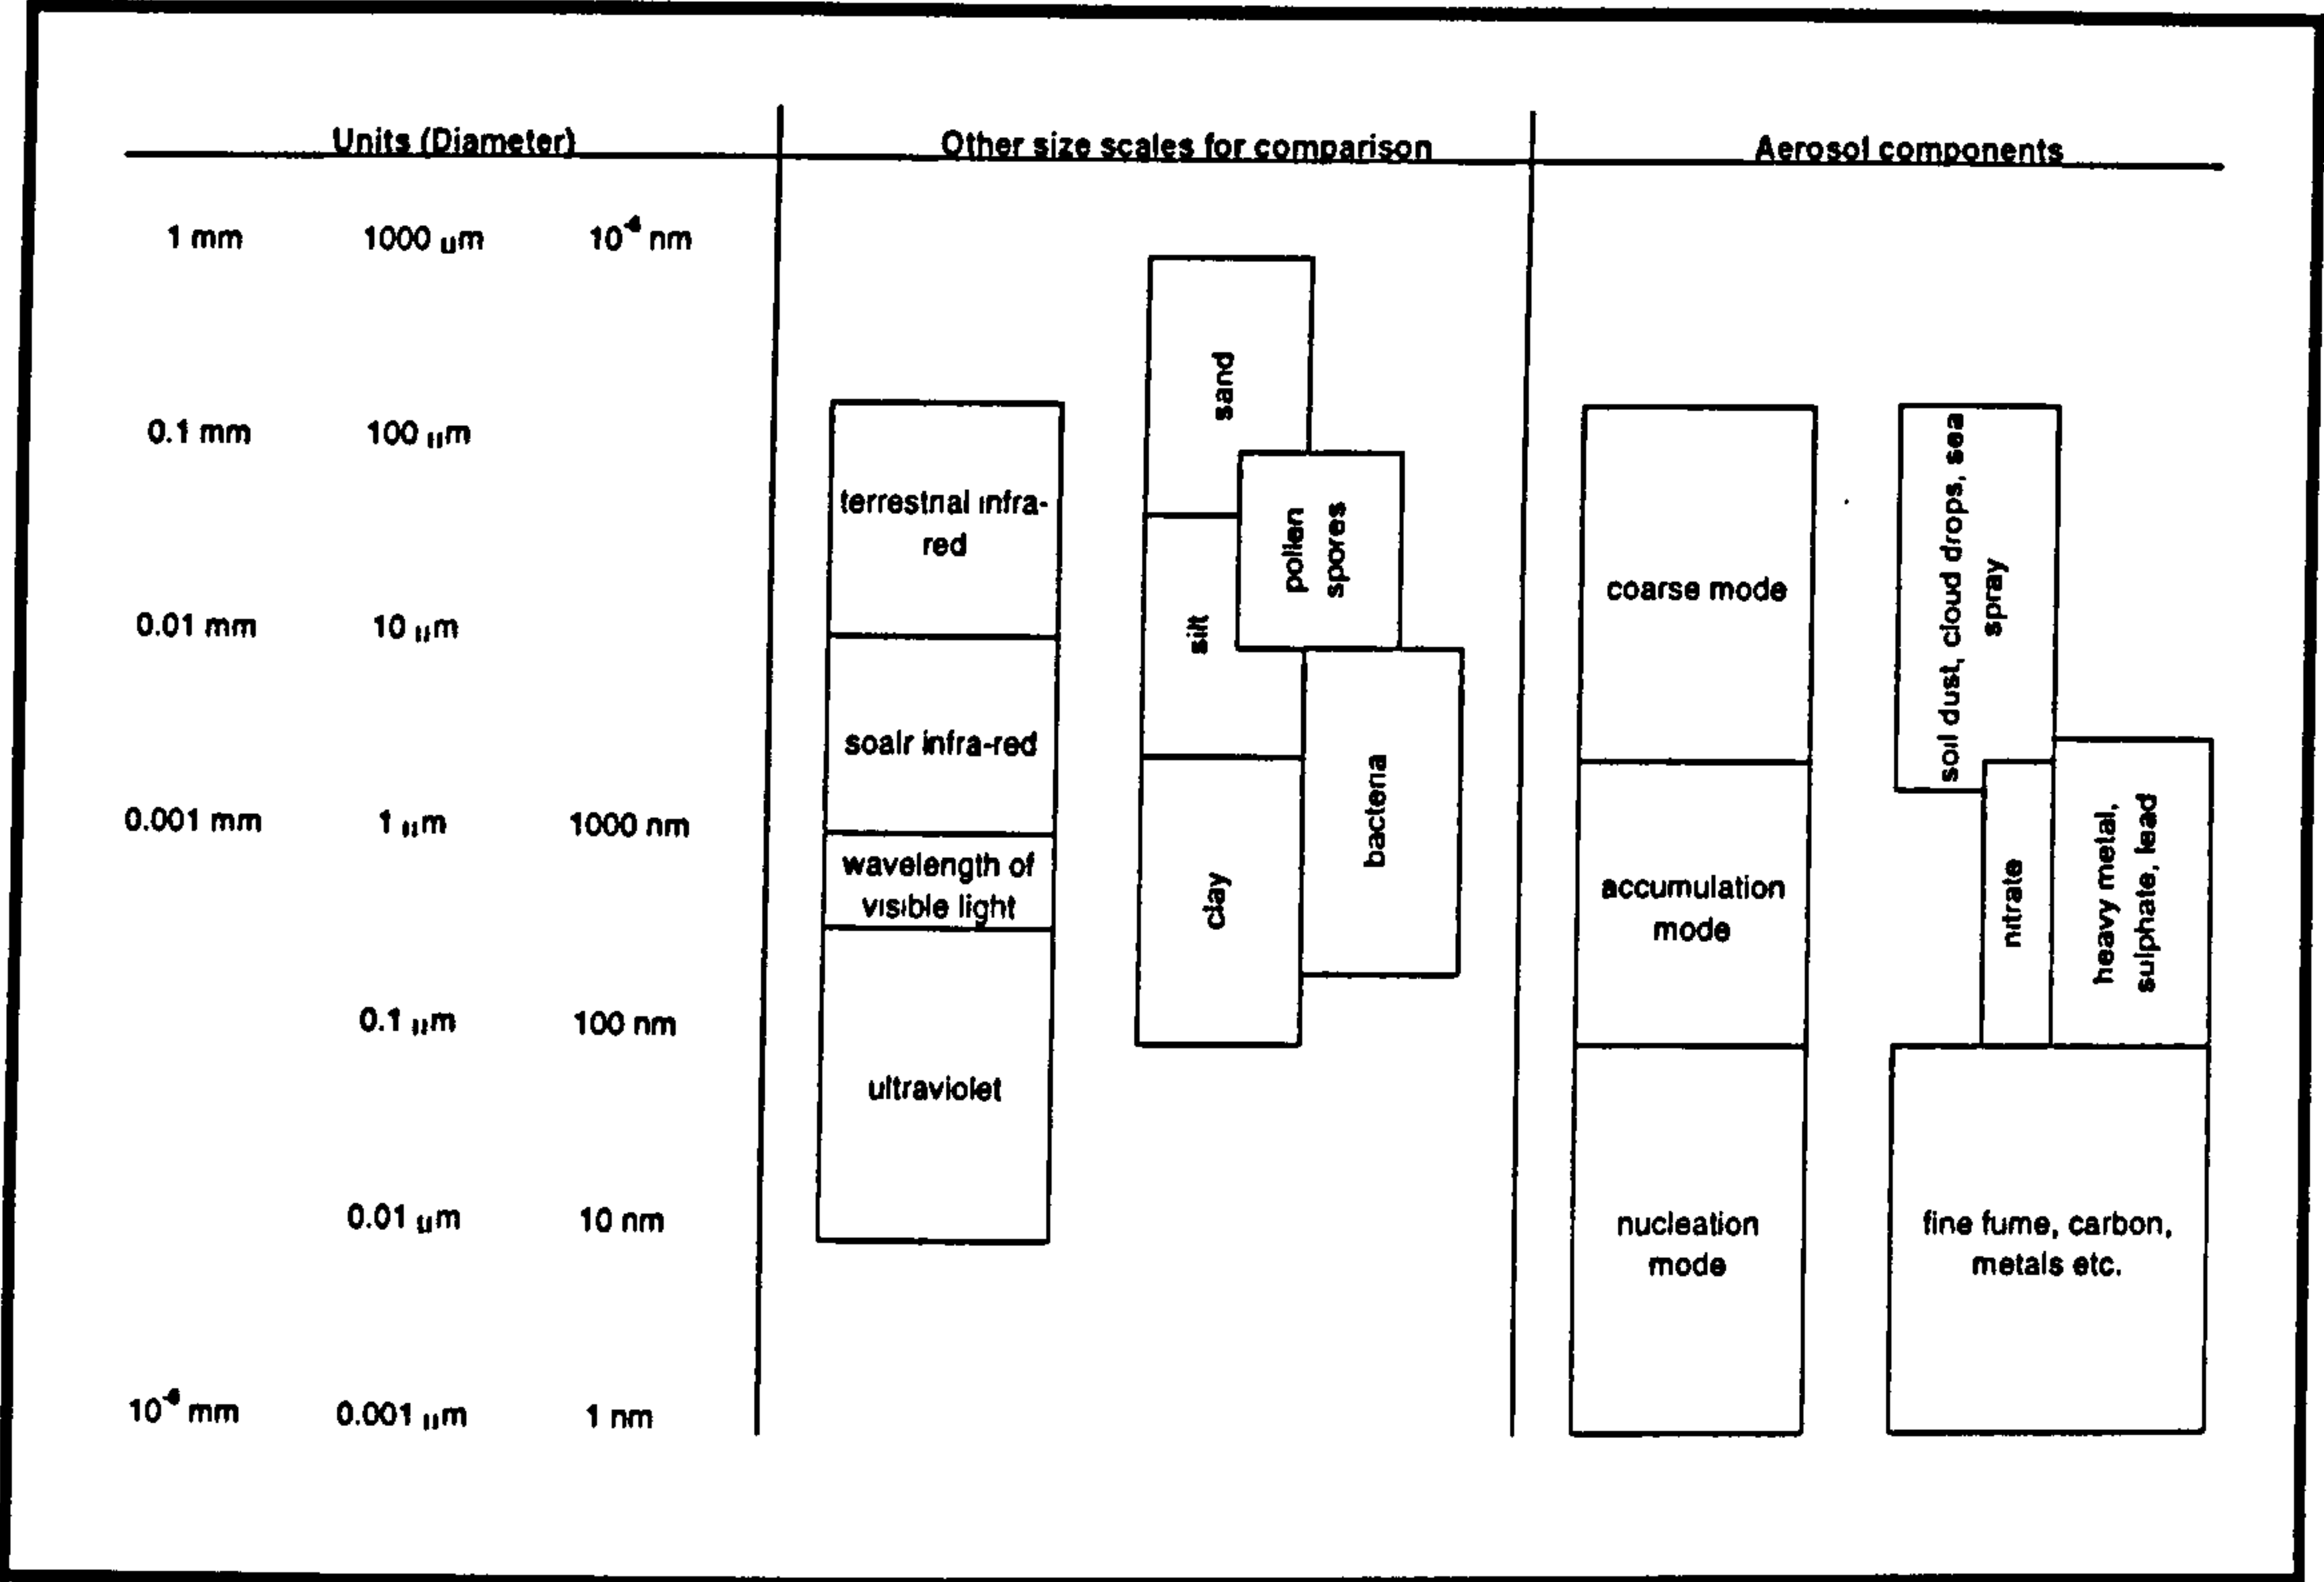 Units (Diameter)
Other size scales for comparison
Aerosol components
1 mm 1000 um 10⁻⁶ nm
0.1 mm 100 µm
0.01 mm 10 µm
0.001 mm 1 µm 1000 nm
0.1 µm 100 nm
0.01 µm 10 nm
10⁻⁶ mm 0.001 µm 1 nm
terrestrial infra-
red
soalr infra-red
wavelength of
visible light
ultraviolet
sand
pollen
spores
silt
bacteria
clay
coarse mode
accumulation
mode
nucleation
mode
soil dust, cloud drops, sea
spray
nitrate
heavy metal,
sulphate, lead
fine fume, carbon,
metals etc.